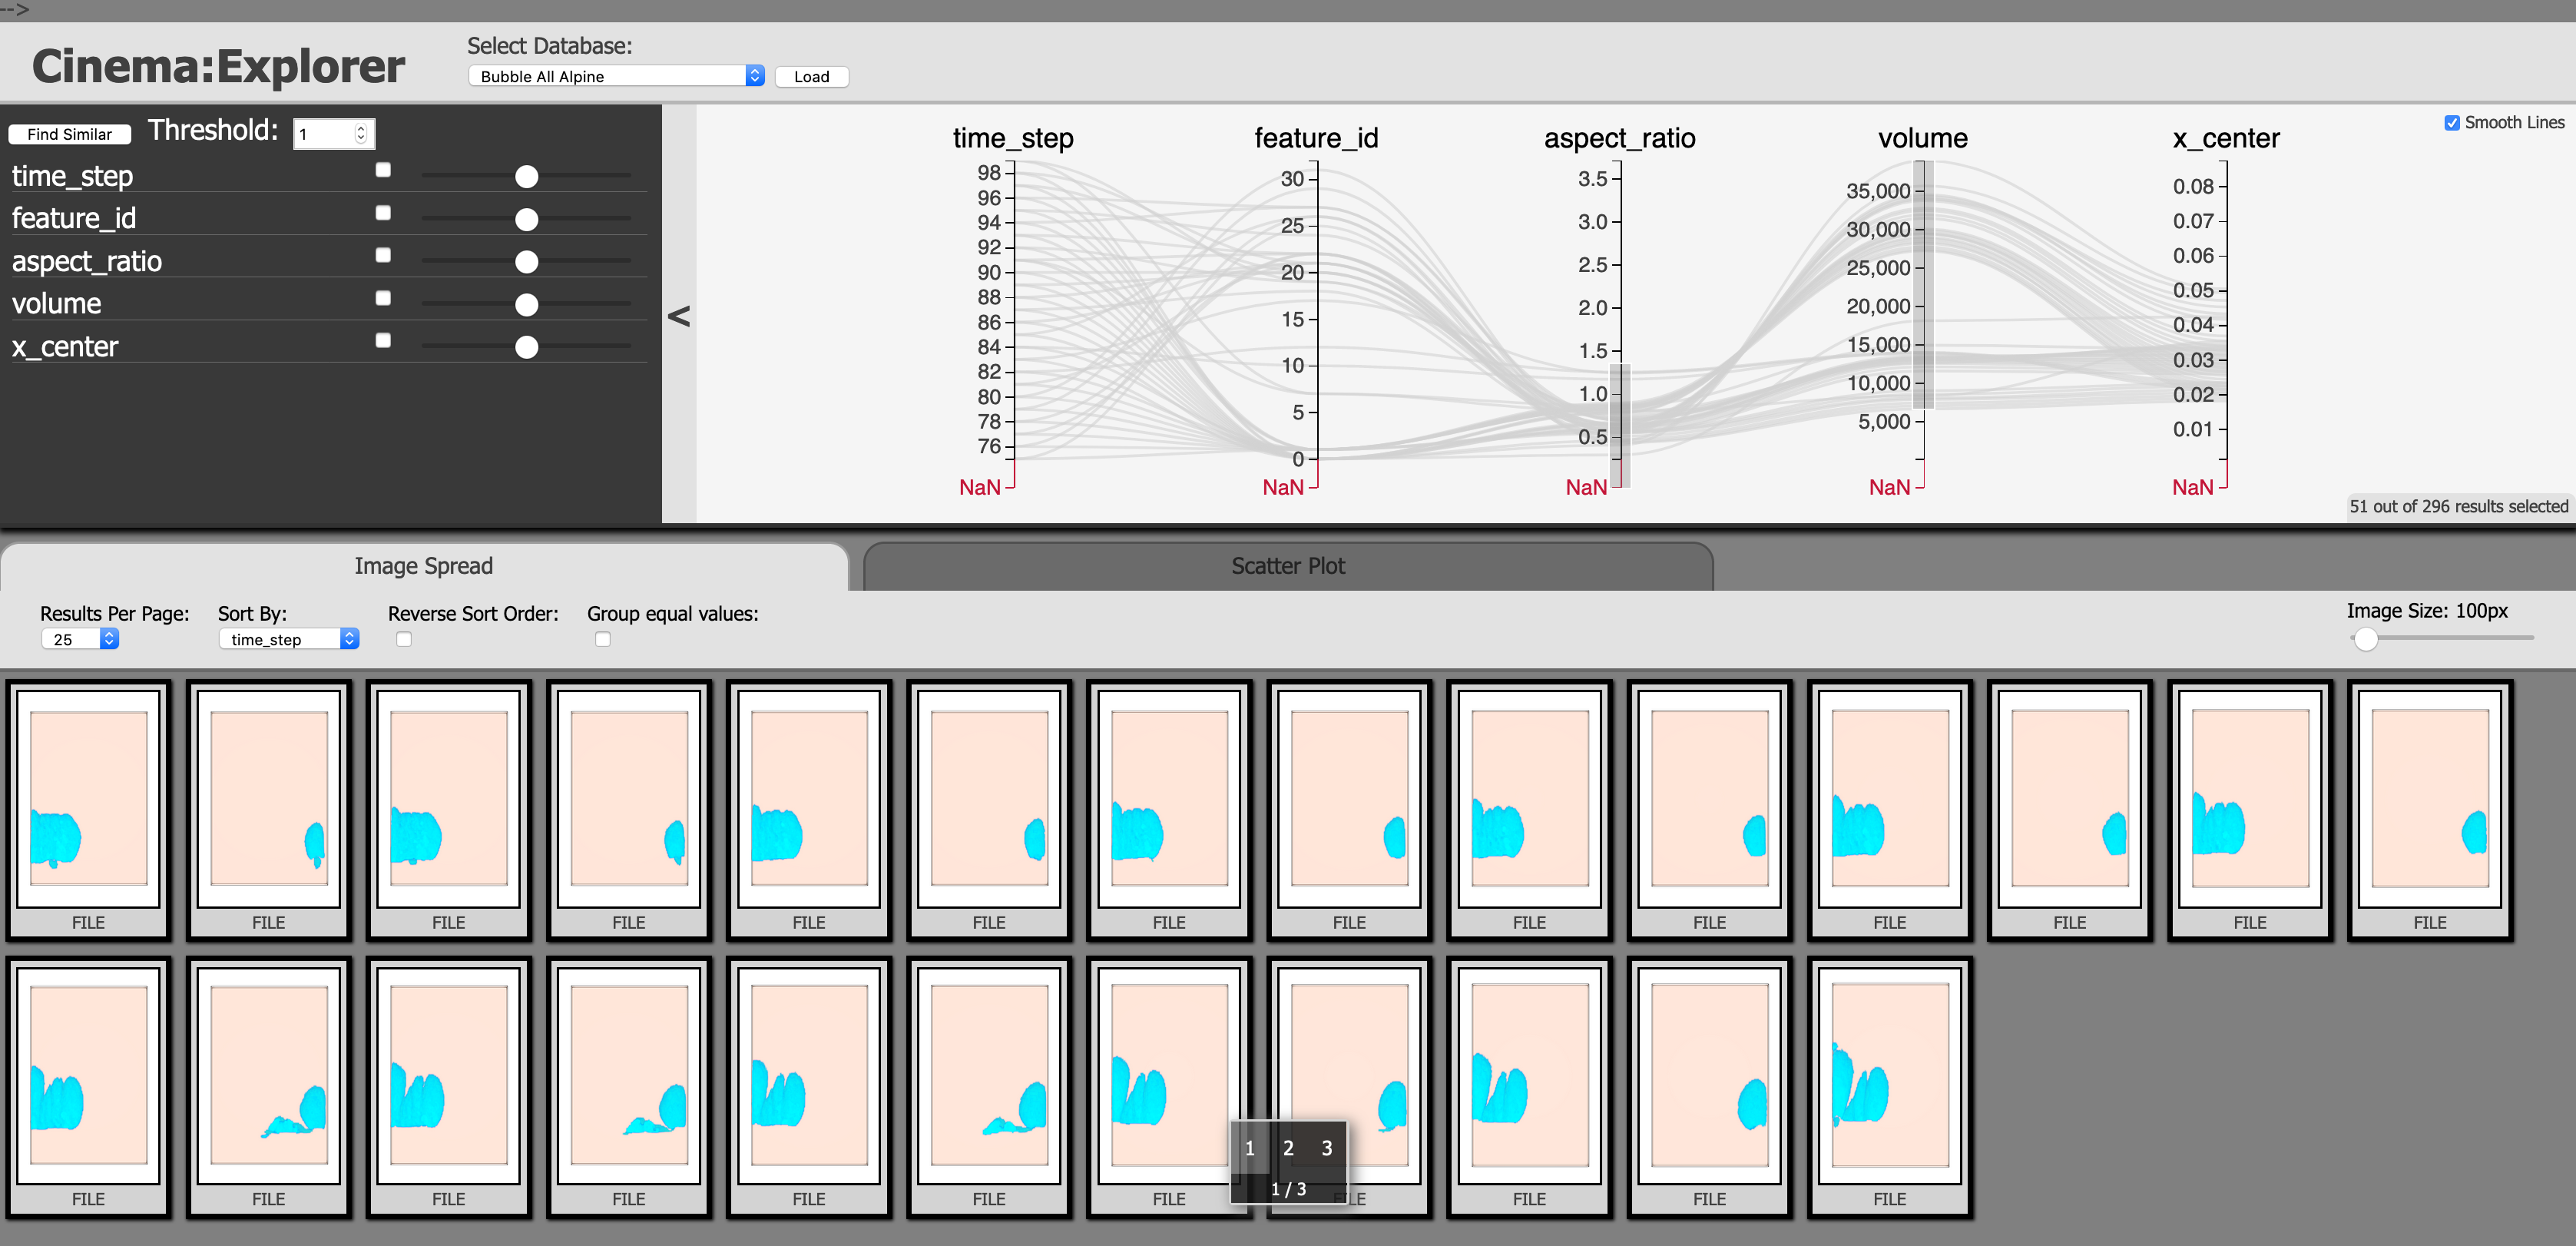 -->
Cinema:Explorer
Select Database:
Bubble All Alpine
Load
Find Similar
Threshold:
1
time_step
feature_id
aspect_ratio
volume
x_center
<
time_step
98
96
94
92
90
88
86
84
82
80
78
76
NaN
feature_id
30
25
20
15
10
5
0
NaN
aspect_ratio
3.5
3.0
2.5
2.0
1.5
1.0
0.5
NaN
volume
35,000
30,000
25,000
20,000
15,000
10,000
5,000
NaN
x_center
0.08
0.07
0.06
0.05
0.04
0.03
0.02
0.01
NaN
Smooth Lines
51 out of 296 results selected
Image Spread
Scatter Plot
Results Per Page:
25
Sort By:
time_step
Reverse Sort Order:
Group equal values:
Image Size: 100px
FILE FILE FILE FILE FILE FILE FILE FILE FILE FILE FILE FILE FILE FILE
FILE FILE FILE FILE FILE FILE FILE FILE FILE FILE FILE
1 2 3
1 / 3